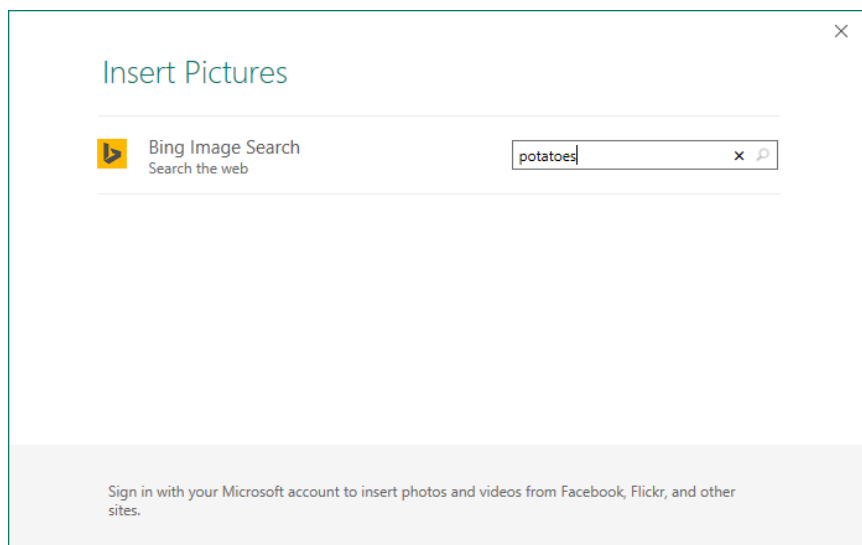 Insert Pictures
Bing Image Search
potatoes
Search the web
Sign in with your Microsoft account to insert photos and videos from Facebook, Flickr, and other
sites.